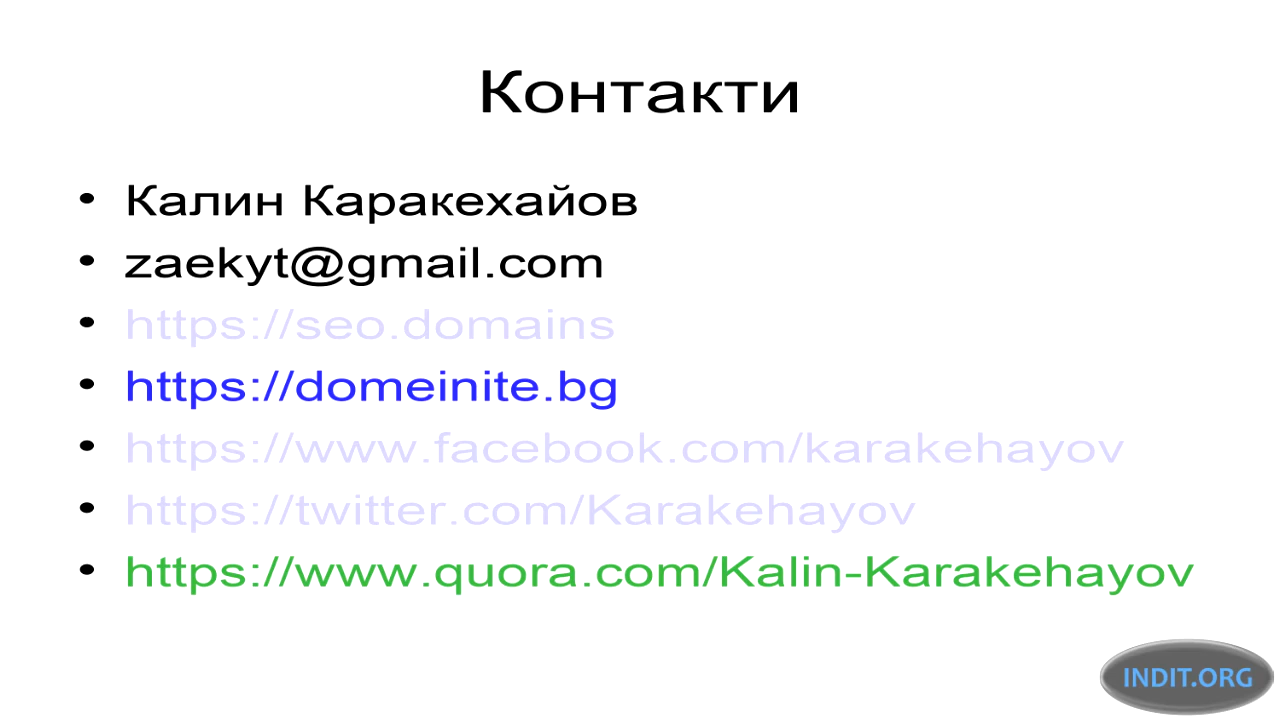 Контакти
• Калин Каракехайов
• zaekyt@gmail.com
• https://seo.domains
• https://domeinite.bg
• https://www.facebook.com/karakehayov
• https://twitter.com/Karakehayov
• https://www.quora.com/Kalin-Karakehayov
INDIT.ORG